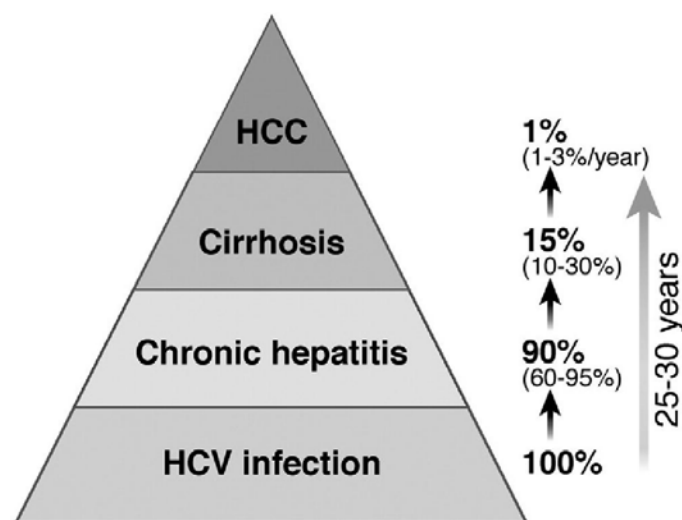 HCC
1%
(1-3%/year)
Cirrhosis
15%
(10-30%)
Chronic hepatitis
90%
(60-95%)
HCV infection
100%
25-30 years